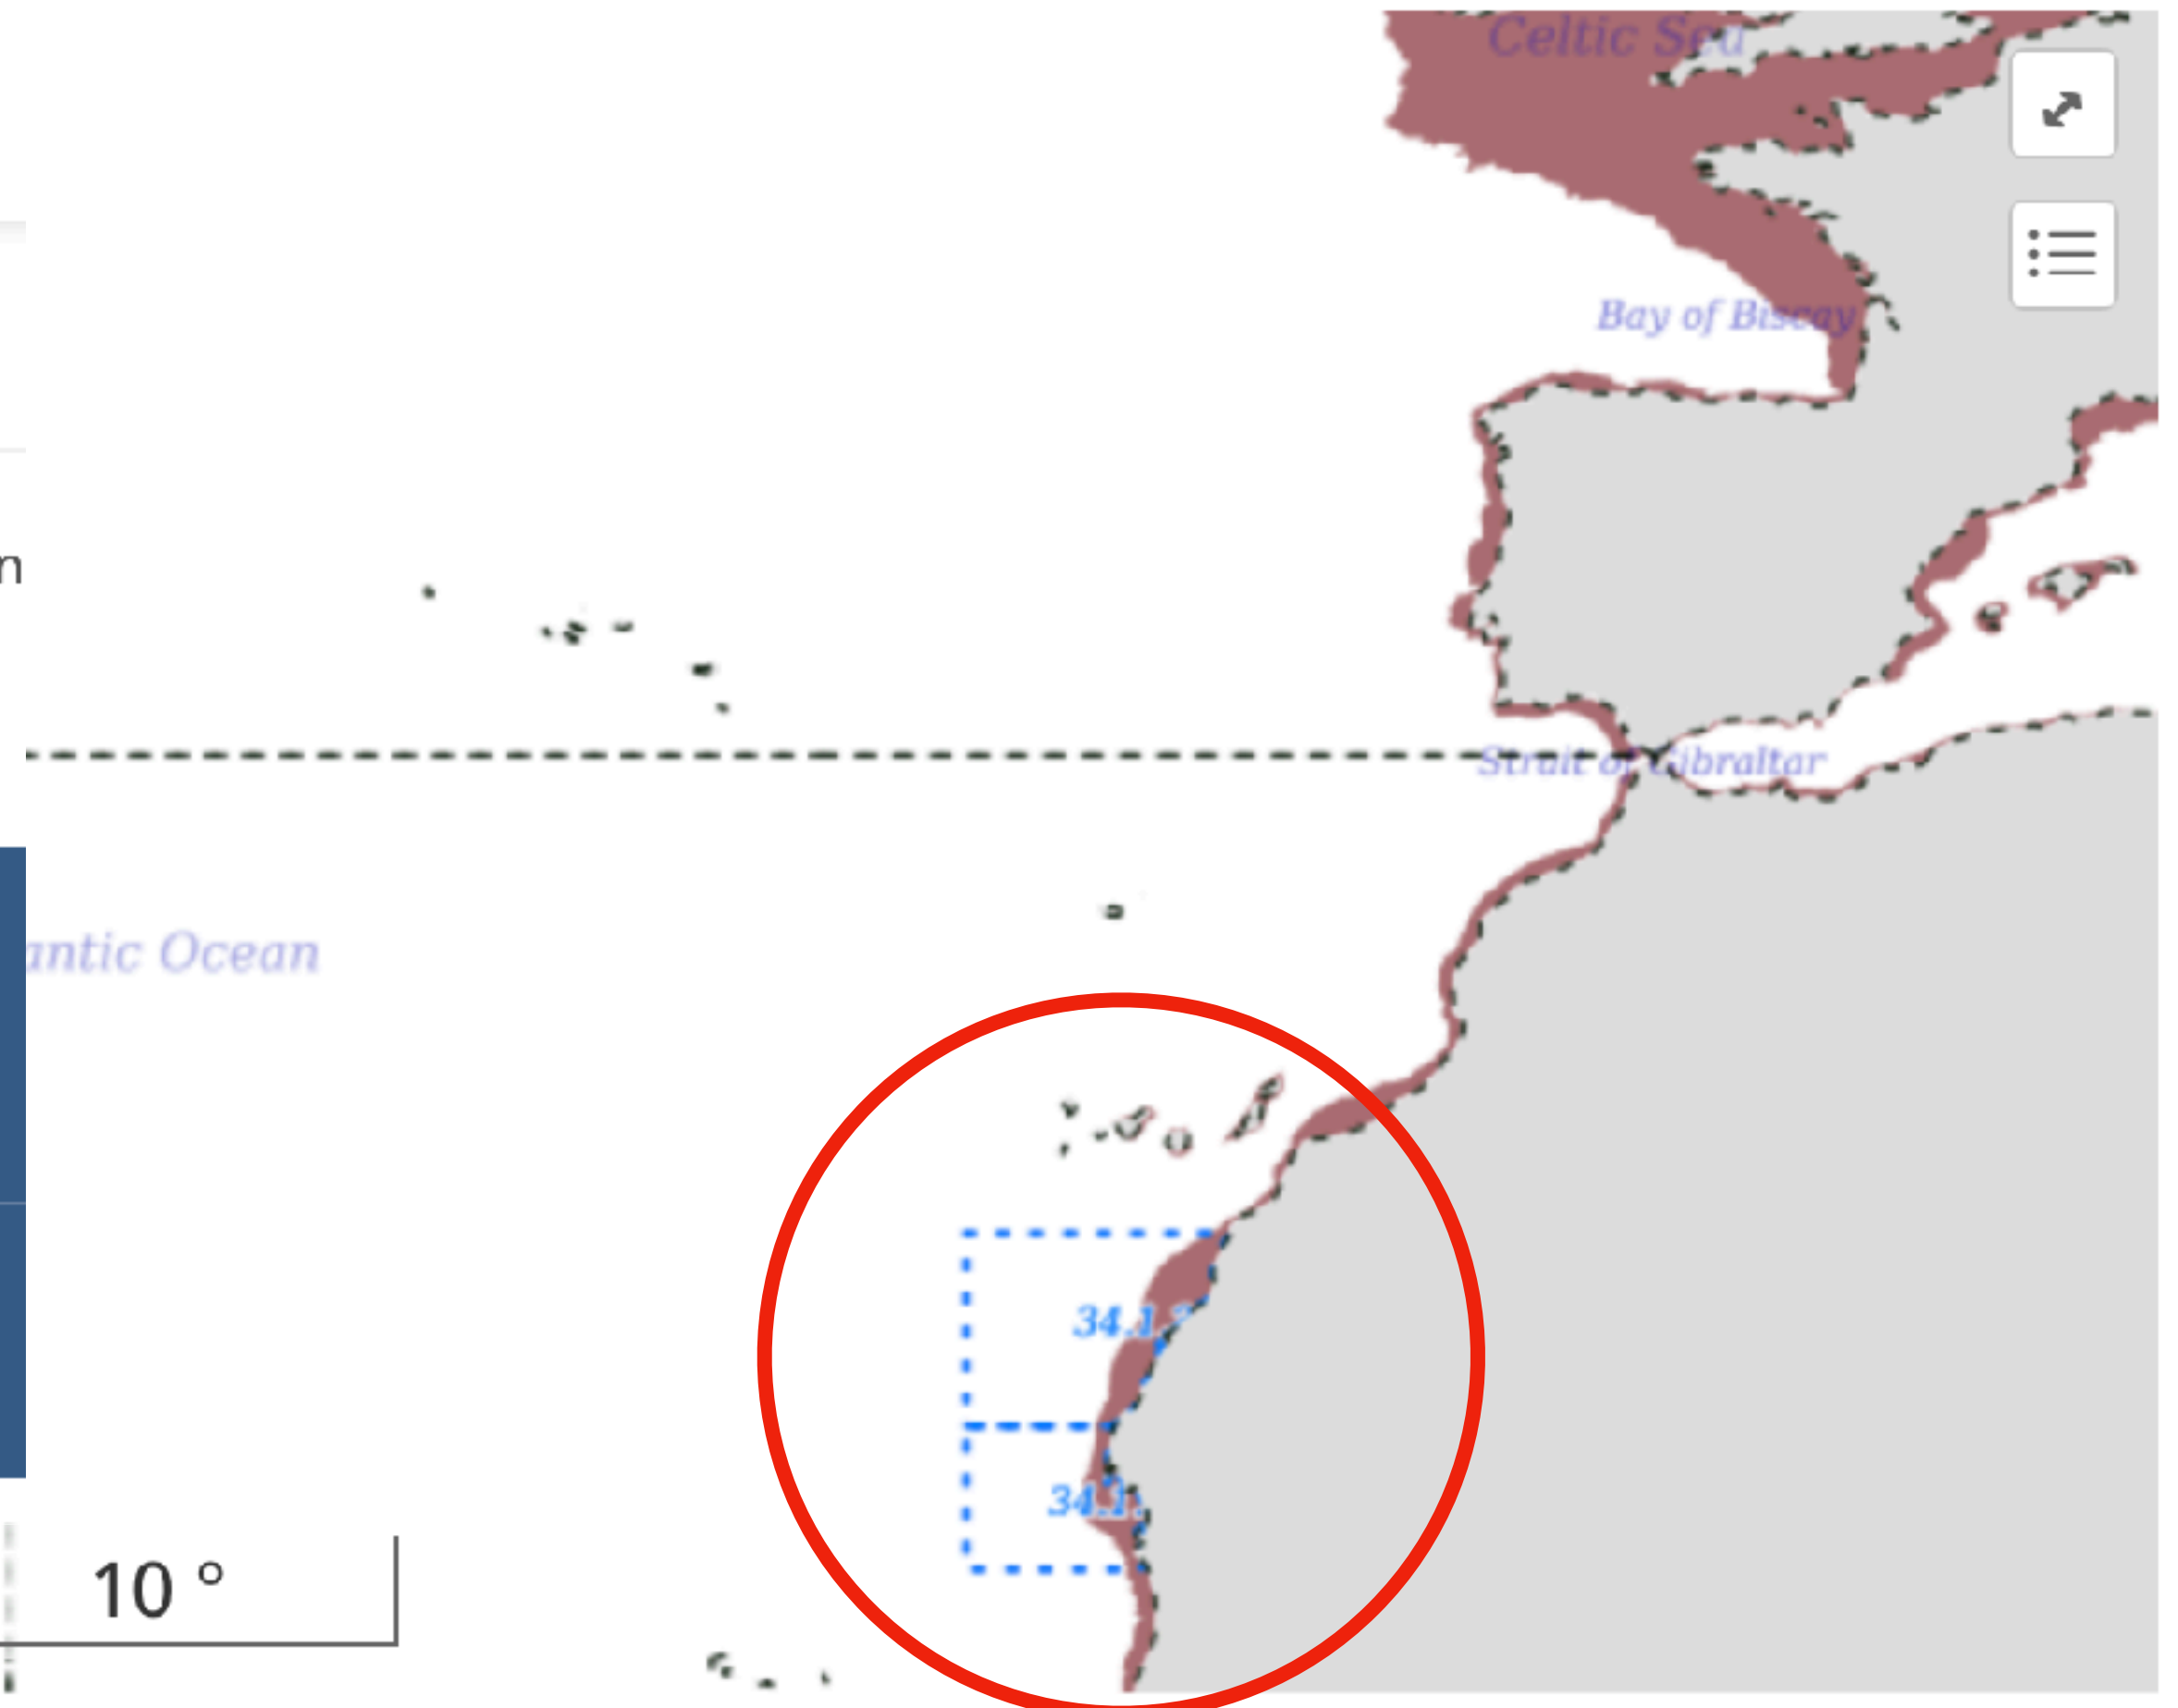 Celtic Sea
Bay of Biscay
n
Strait of Gibraltar
antic Ocean
34.1
34.1.
10 °